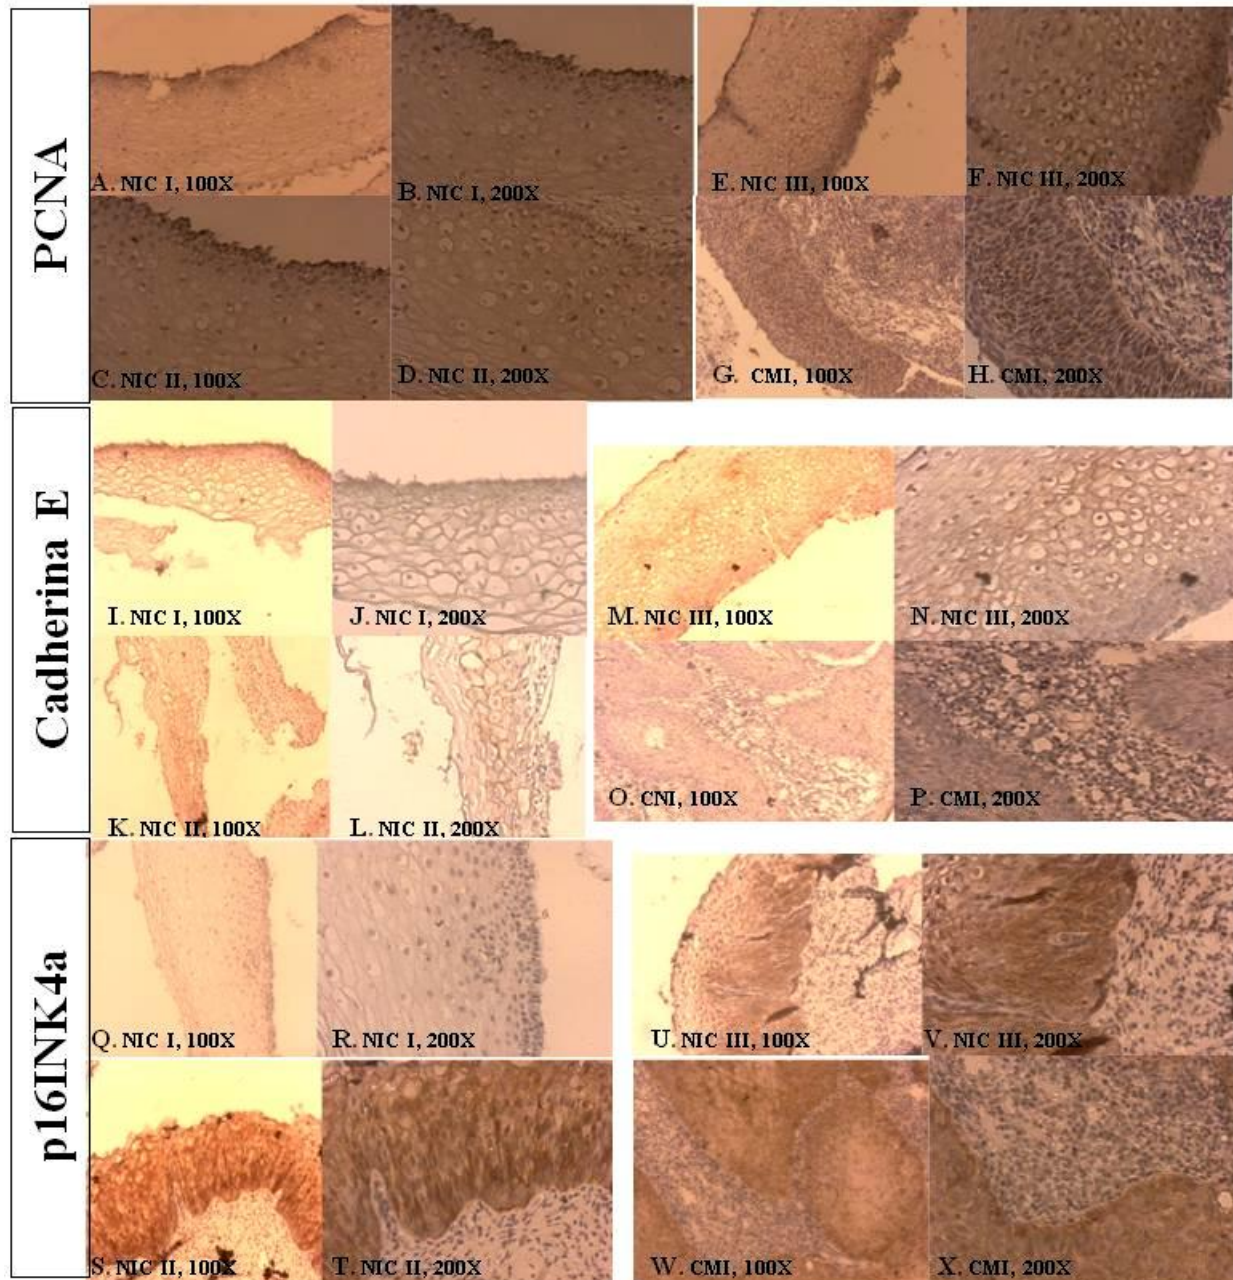 PCNA
A. NIC I, 100X
B. NIC I, 200X
E. NIC III, 100X
F. NIC III, 200X
C. NIC II, 100X
D. NIC II, 200X
G. CMI, 100X
H. CMI, 200X
Cadherina E
I. NIC I, 100X
J. NIC I, 200X
M. NIC III, 100X
N. NIC III, 200X
K. NIC II, 100X
L. NIC II, 200X
O. CNI, 100X
P. CMI, 200X
p16INK4a
Q. NIC I, 100X
R. NIC I, 200X
U. NIC III, 100X
V. NIC III, 200X
S. NIC II, 100X
T. NIC II, 200X
W. CMI, 100X
X. CMI, 200X